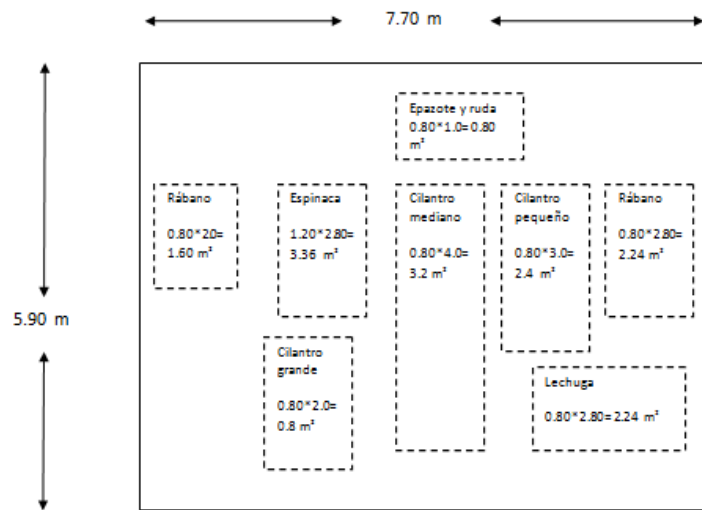 7.70 m
Epazote y ruda
0.80*1.0=0.80
m²
Rábano
0.80*2.0=
1.60 m²
Espinaca
1.20*2.80=
3.36 m²
Cilantro
mediano
0.80*4.0=
3.2 m²
Cilantro
pequeño
0.80*3.0=
2.4 m²
Rábano
0.80*2.80=
2.24 m²
5.90 m
Cilantro
grande
0.80*2.0=
0.8 m²
Lechuga
0.80*2.80=2.24 m²